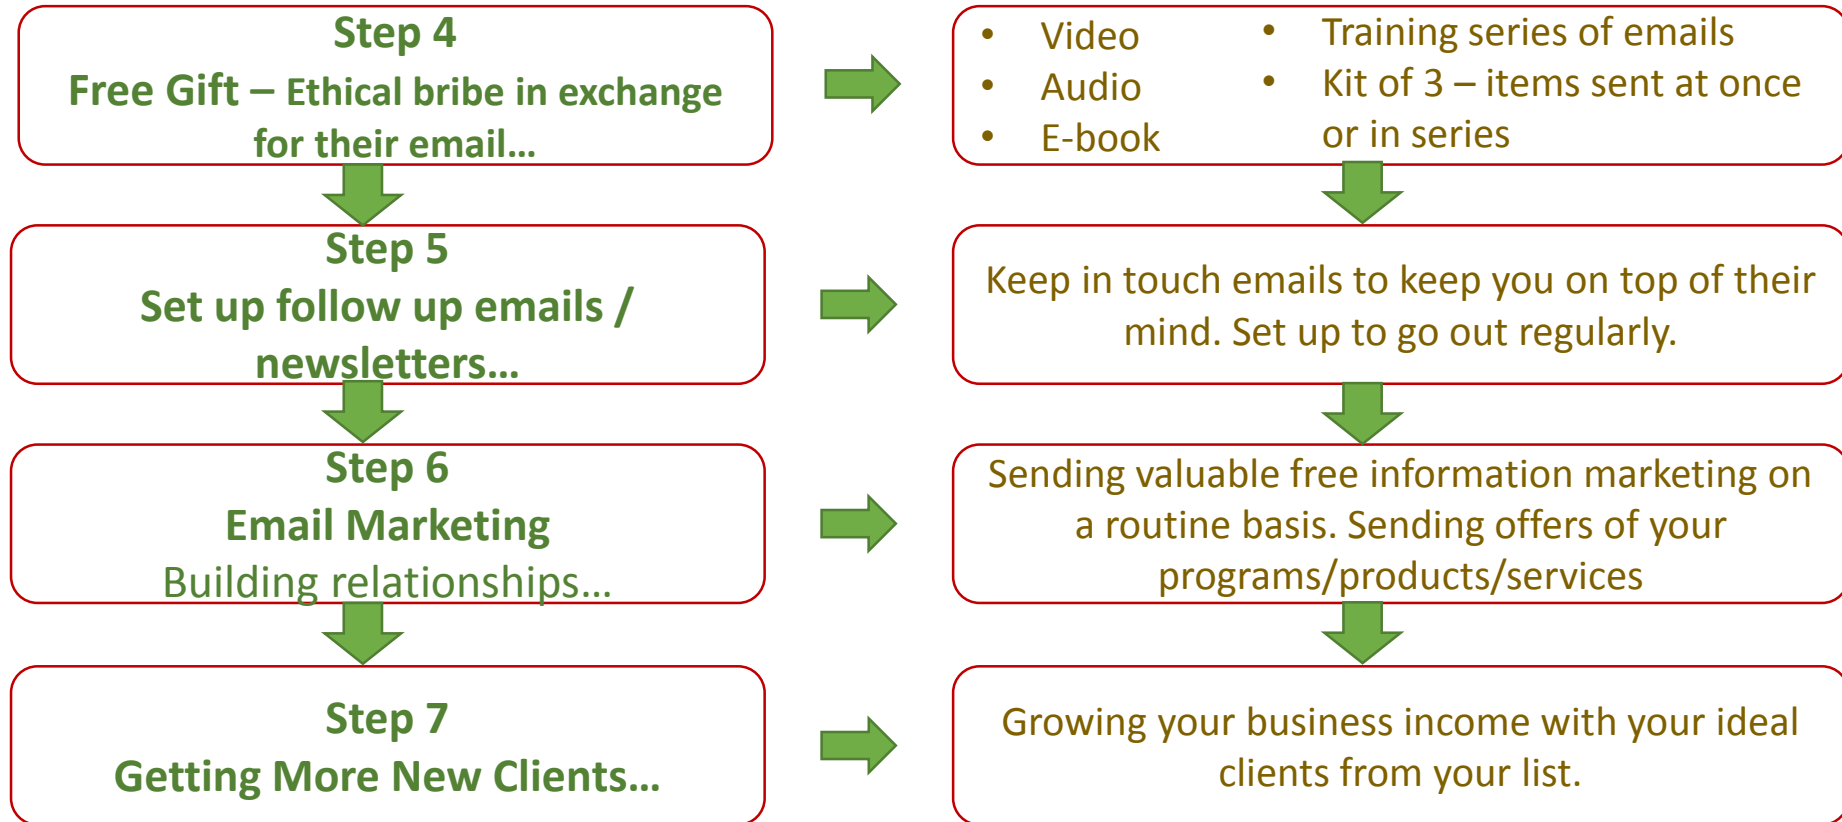 Step 4
Free Gift – Ethical bribe in exchange
for their email...
• Video
• Audio
• E-book
• Training series of emails
• Kit of 3 – items sent at once
or in series
Step 5
Set up follow up emails /
newsletters...
Keep in touch emails to keep you on top of their
mind. Set up to go out regularly.
Step 6
Email Marketing
Building relationships...
Sending valuable free information marketing on
a routine basis. Sending offers of your
programs/products/services
Step 7
Getting More New Clients...
Growing your business income with your ideal
clients from your list.